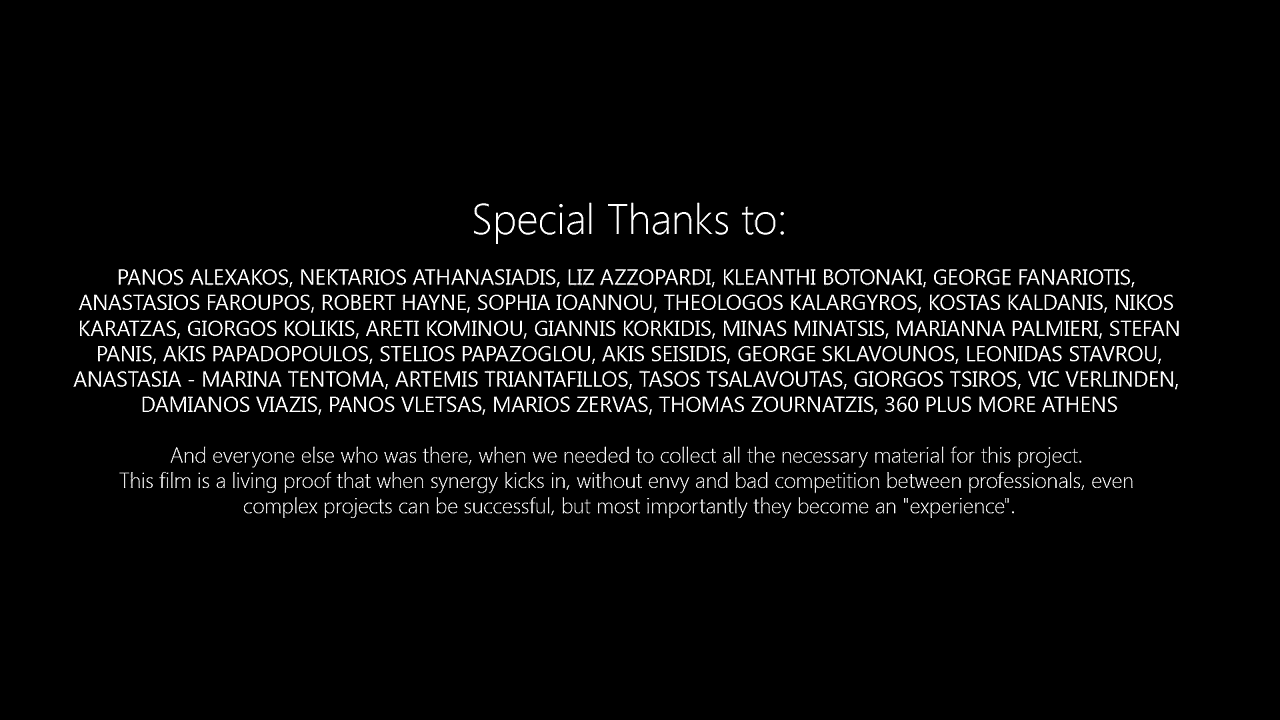 Special Thanks to:
PANOS ALEXAKOS, NEKTARIOS ATHANASIADIS, LIZ AZZOPARDI, KLEANTHI BOTONAKI, GEORGE FANARIOTIS,
ANASTASIOS FAROUPOS, ROBERT HAYNE, SOPHIA IOANNOU, THEOLOGOS KALARGYROS, KOSTAS KALDANIS, NIKOS
KARATZAS, GIORGOS KOLIKIS, ARETI KOMINOU, GIANNIS KORKIDIS, MINAS MINATSIS, MARIANNA PALMIERI, STEFAN
PANIS, AKIS PAPADOPOULOS, STELIOS PAPAZOGLOU, AKIS SEISIDIS, GEORGE SKLAVOUNOS, LEONIDAS STAVROU,
ANASTASIA - MARINA TENTOMA, ARTEMIS TRIANTAFILLOS, TASOS TSALAVOUTAS, GIORGOS TSIROS, VIC VERLINDEN,
DAMIANOS VIAZIS, PANOS VLETSAS, MARIOS ZERVAS, THOMAS ZOURNATZIS, 360 PLUS MORE ATHENS
And everyone else who was there, when we needed to collect all the necessary material for this project.
This film is a living proof that when synergy kicks in, without envy and bad competition between professionals, even
complex projects can be successful, but most importantly they become an "experience".